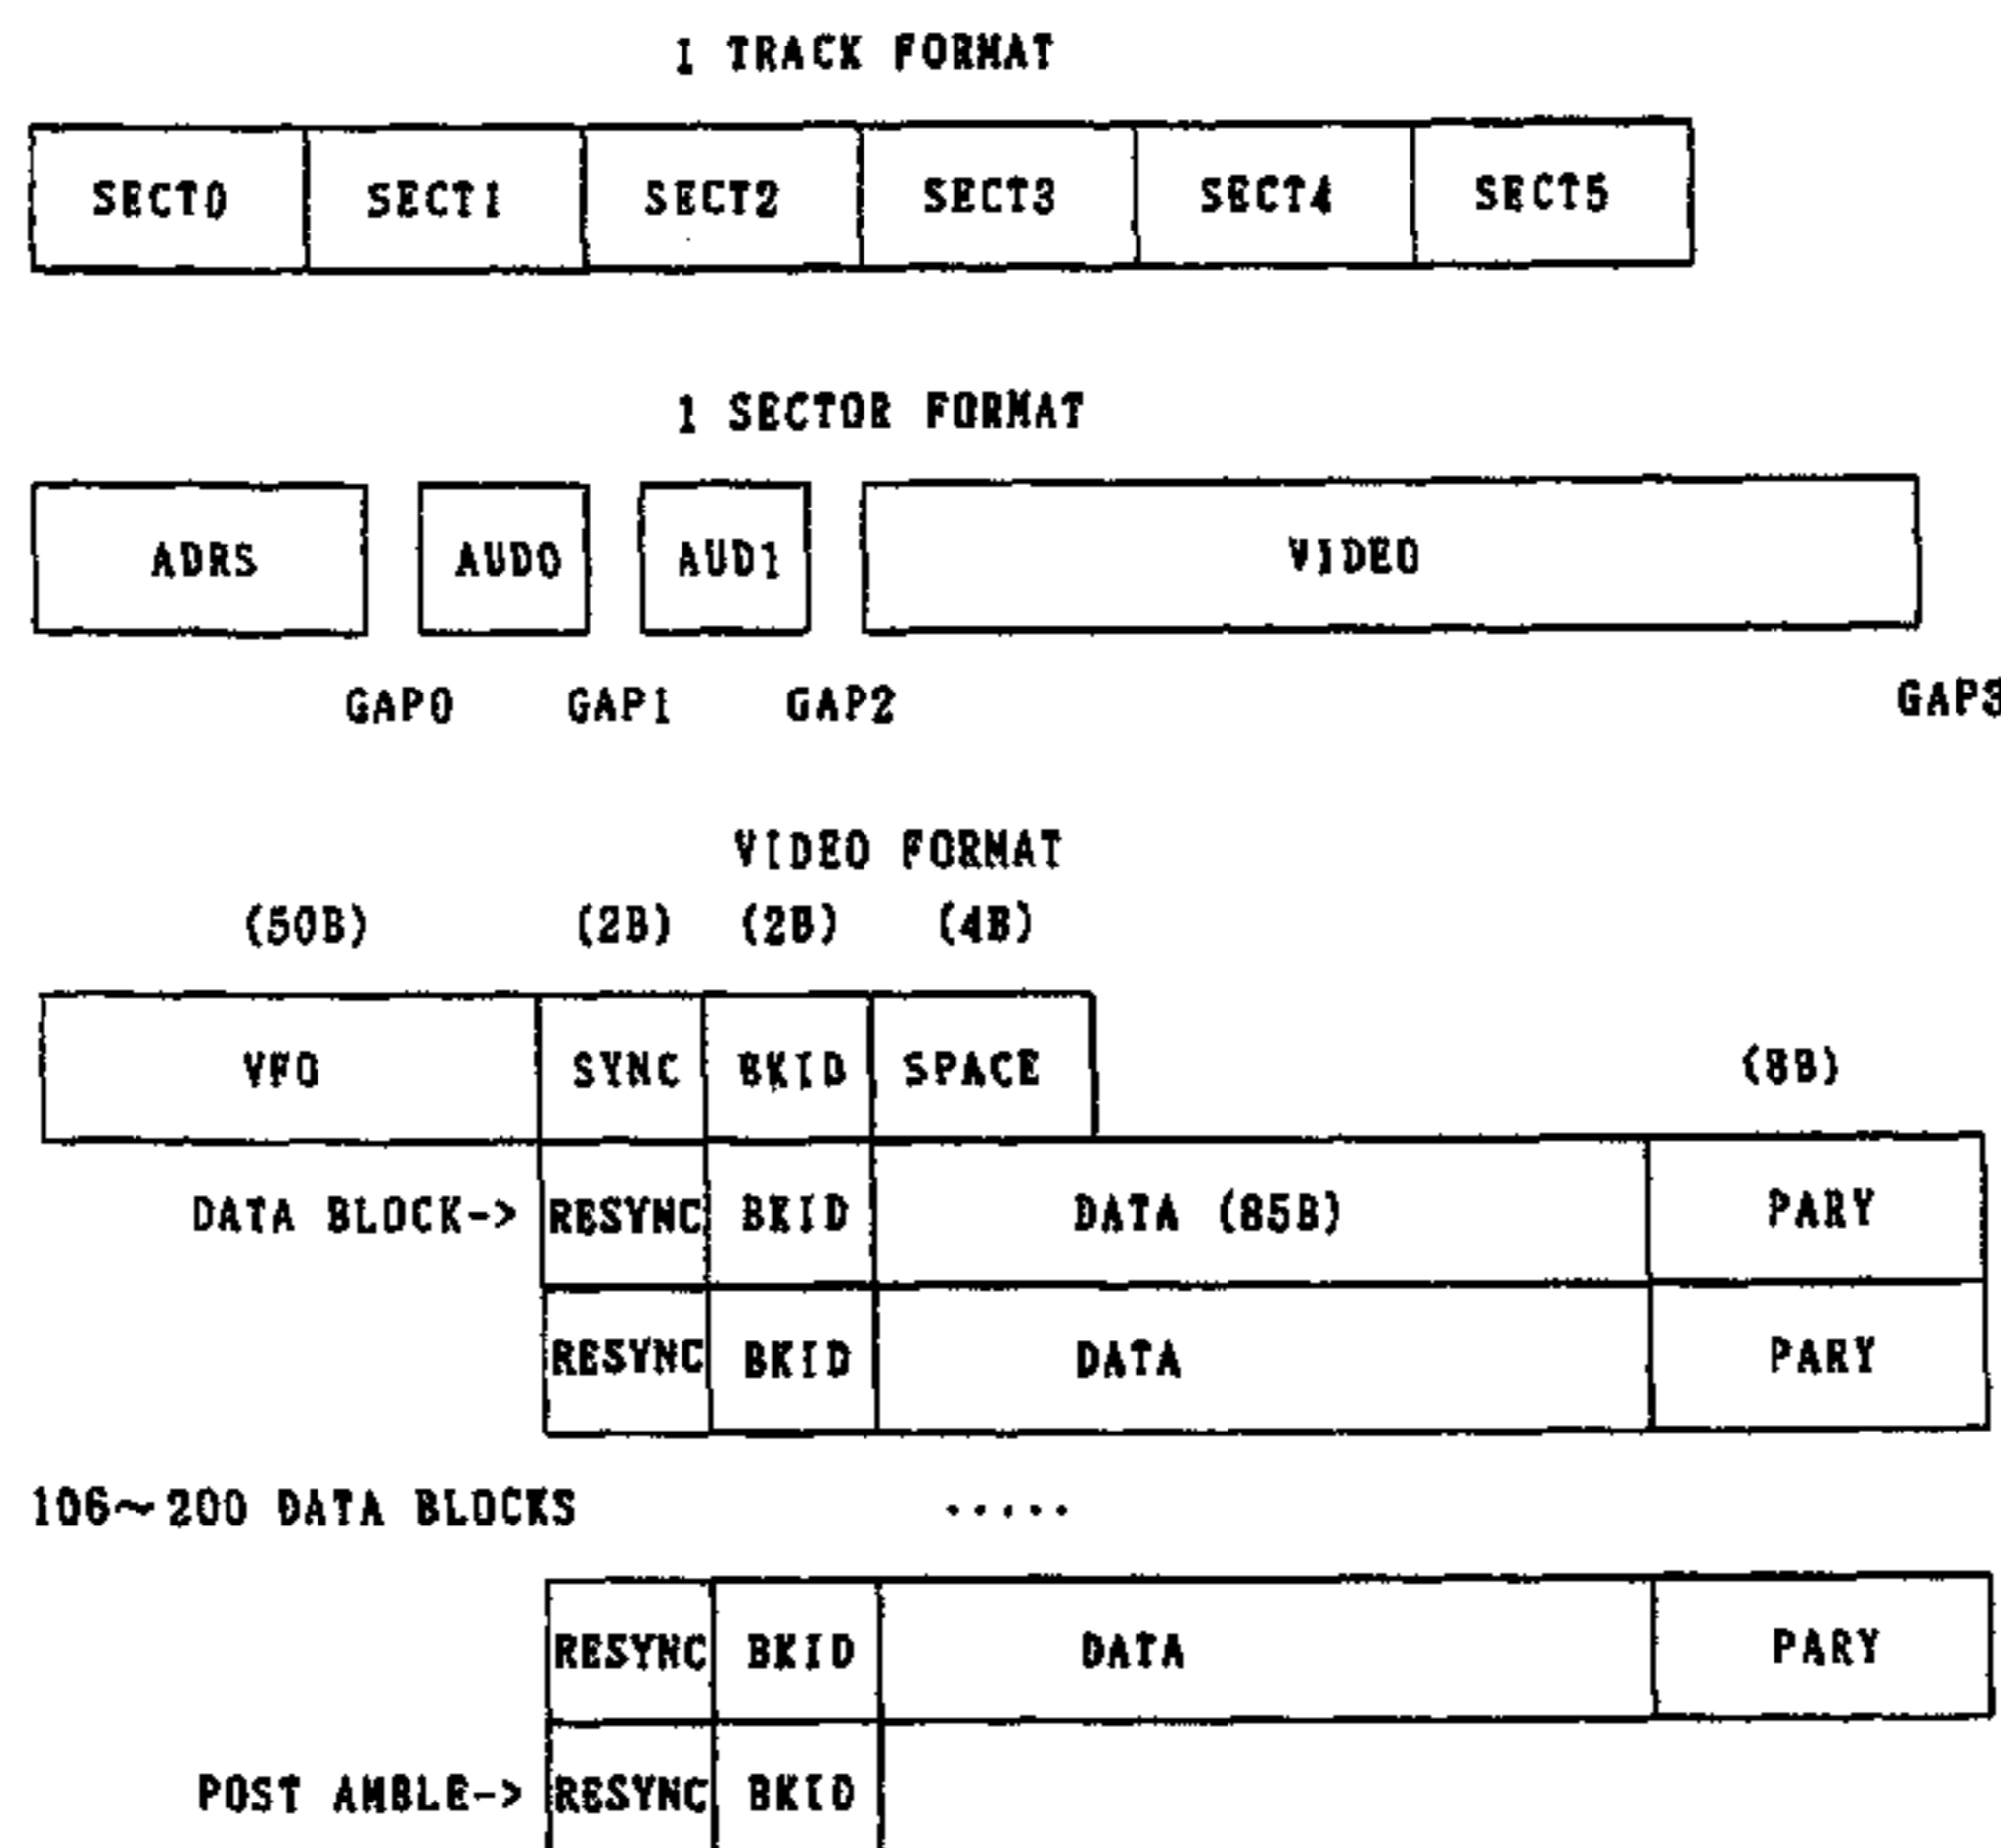 1 TRACK FORMAT
SECT0 SECT1 SECT2 SECT3 SECT4 SECT5
1 SECTOR FORMAT
ADRS AUD0 AUD1 VIDEO
GAP0 GAP1 GAP2 GAP3
VIDEO FORMAT
(50B) (2B) (2B) (4B)
VFO SYNC BKID SPACE (8B)
DATA BLOCK-> RESYNC BKID DATA (85B) PARY
RESYNC BKID DATA PARY
106~200 DATA BLOCKS .....
RESYNC BKID DATA PARY
POST AMBLE-> RESYNC BKID